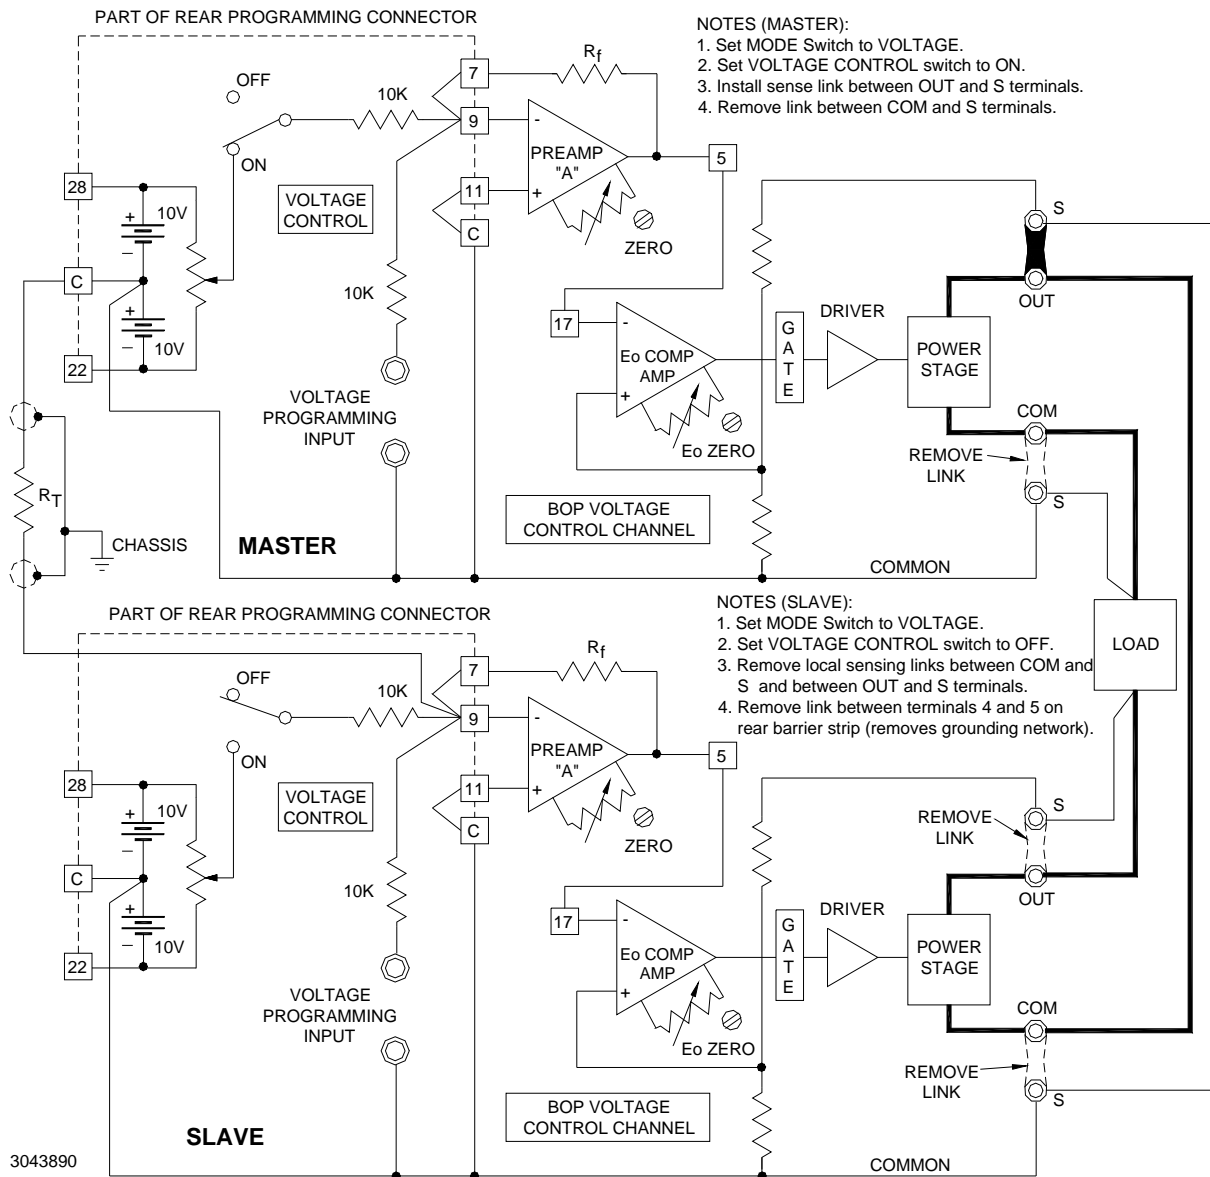 PART OF REAR PROGRAMMING CONNECTOR
NOTES (MASTER):
1. Set MODE Switch to VOLTAGE.
2. Set VOLTAGE CONTROL switch to ON.
3. Install sense link between OUT and S terminals.
4. Remove link between COM and S terminals.
OFF
10K
7
Rf
9
-
PREAMP
"A"
5
ON
28
+
10V
–
VOLTAGE
CONTROL
11
+
C
ZERO
S
C
10K
OUT
+
10V
–
22
17
-
Eo COMP
AMP
+
GATE
DRIVER
POWER
STAGE
VOLTAGE
PROGRAMMING
INPUT
Eo ZERO
COM
REMOVE
LINK
S
RT
CHASSIS
MASTER
BOP VOLTAGE
CONTROL CHANNEL
COMMON
PART OF REAR PROGRAMMING CONNECTOR
NOTES (SLAVE):
1. Set MODE Switch to VOLTAGE.
2. Set VOLTAGE CONTROL switch to OFF.
3. Remove local sensing links between COM and
S and between OUT and S terminals.
4. Remove link between terminals 4 and 5 on
rear barrier strip (removes grounding network).
LOAD
OFF
10K
7
Rf
9
-
PREAMP
"A"
5
ON
28
+
10V
–
VOLTAGE
CONTROL
11
+
C
ZERO
REMOVE
LINK
S
C
10K
OUT
+
10V
–
22
17
-
Eo COMP
AMP
+
GATE
DRIVER
POWER
STAGE
VOLTAGE
PROGRAMMING
INPUT
Eo ZERO
COM
REMOVE
LINK
S
SLAVE
BOP VOLTAGE
CONTROL CHANNEL
3043890
COMMON